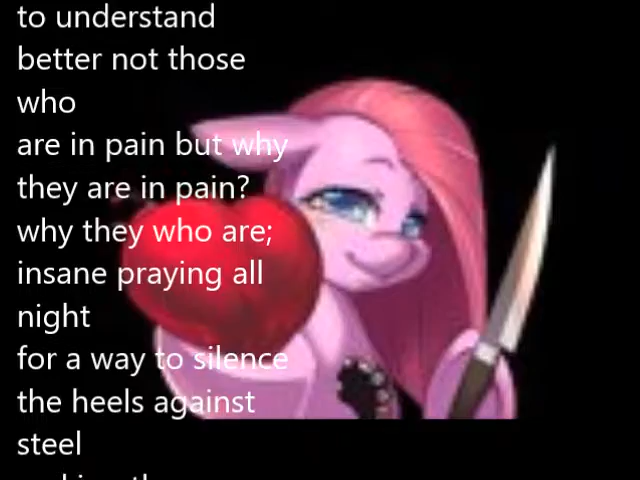 to understand
better not those
who
are in pain but why
they are in pain?
why they who are;
insane praying all
night
for a way to silence
the heels against
steel